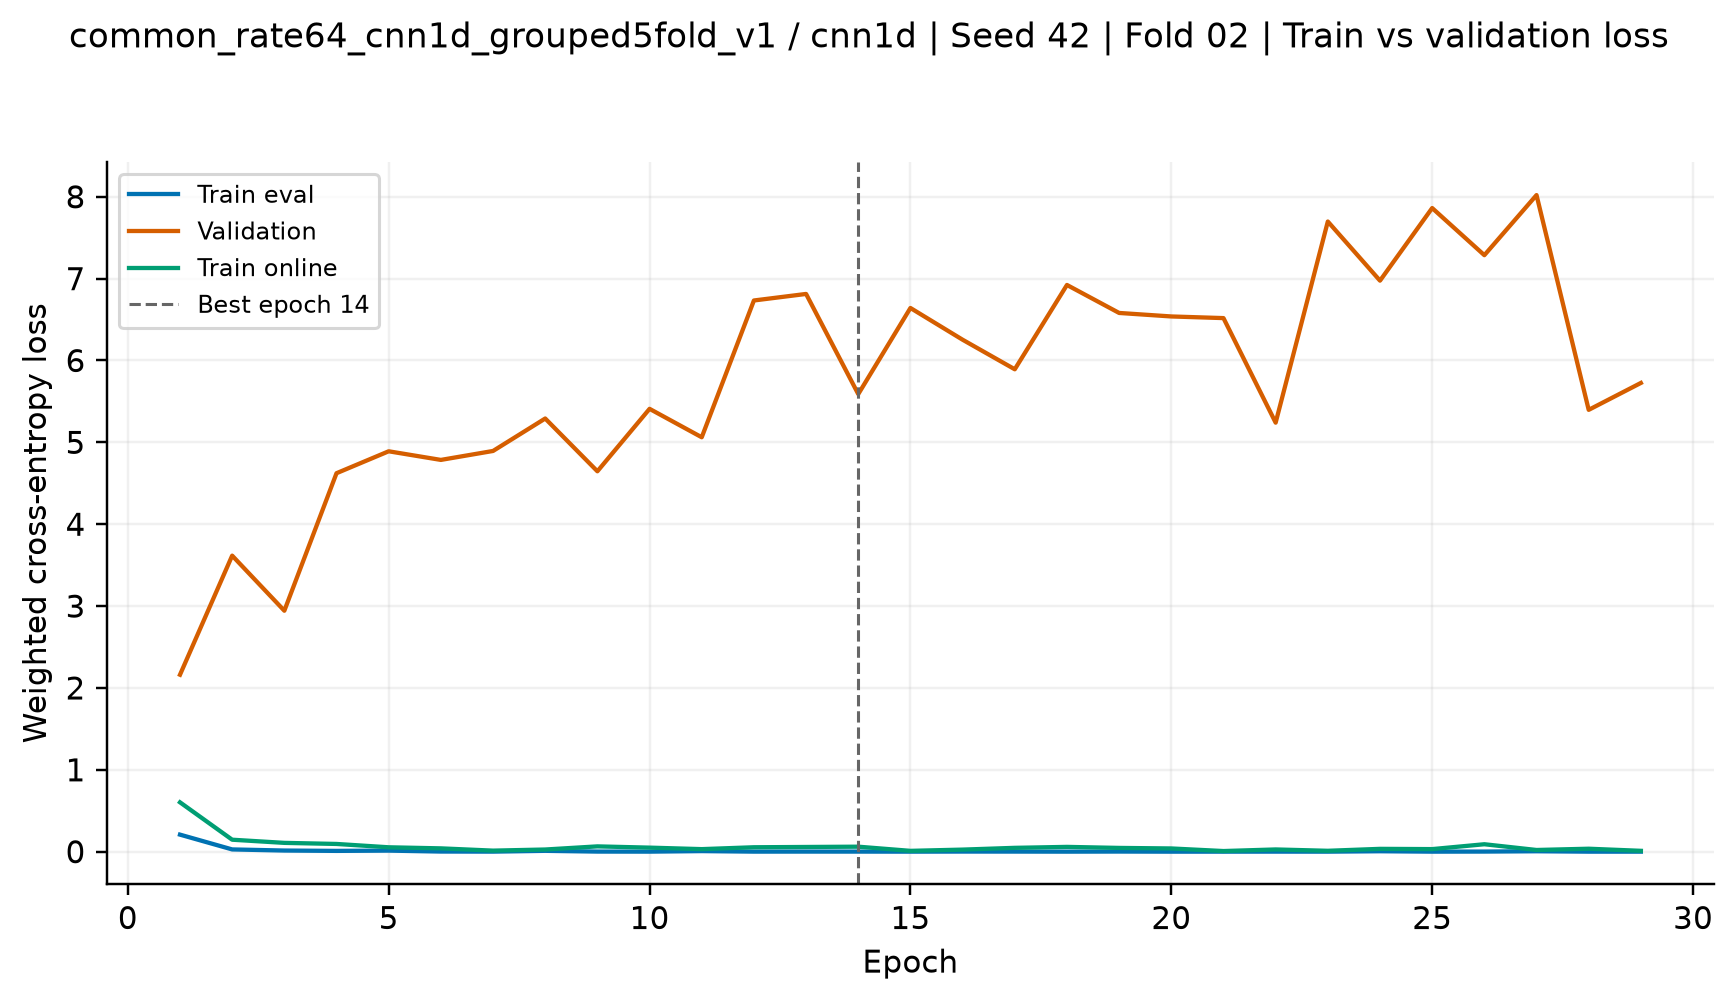 common_rate64_cnn1d_grouped5fold_v1 / cnn1d | Seed 42 | Fold 02 | Train vs validation loss
Train eval
Validation
Train online
Best epoch 14
Weighted cross-entropy loss
8
7
6
5
4
3
2
1
0
0 5 10 15 20 25 30
Epoch